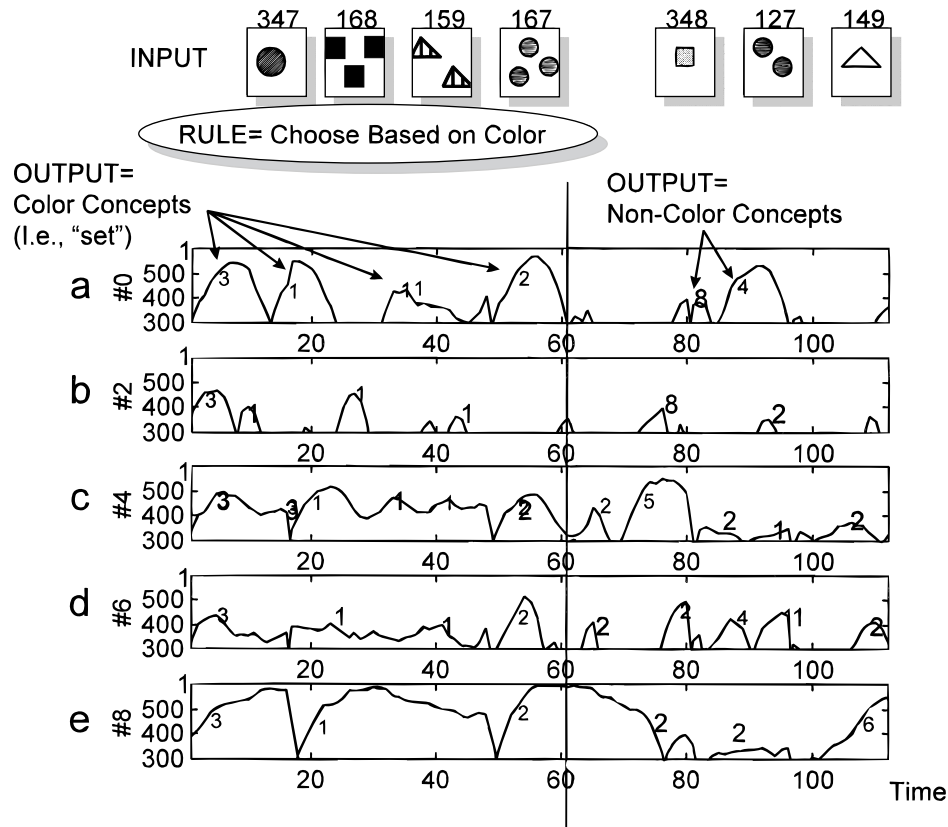 347 168 159 167 348 127 149
INPUT
RULE= Choose Based on Color
OUTPUT=
Color Concepts
(I.e., “set”)
OUTPUT=
Non-Color Concepts
a
#0
1
500
400
300
3 1 1 1 2 8 4
20 40 60 80 100
b
#2
1
500
400
300
3 1 1 1 8 2
20 40 60 80 100
c
#4
1
500
400
300
3 3 1 1 1 2 2 5 2 1 2
20 40 60 80 100
d
#6
1
500
400
300
3 1 1 2 2 2 4 1 1 2
20 40 60 80 100
e
#8
1
500
400
300
3 1 2 2 2 6
20 40 60 80 100
Time